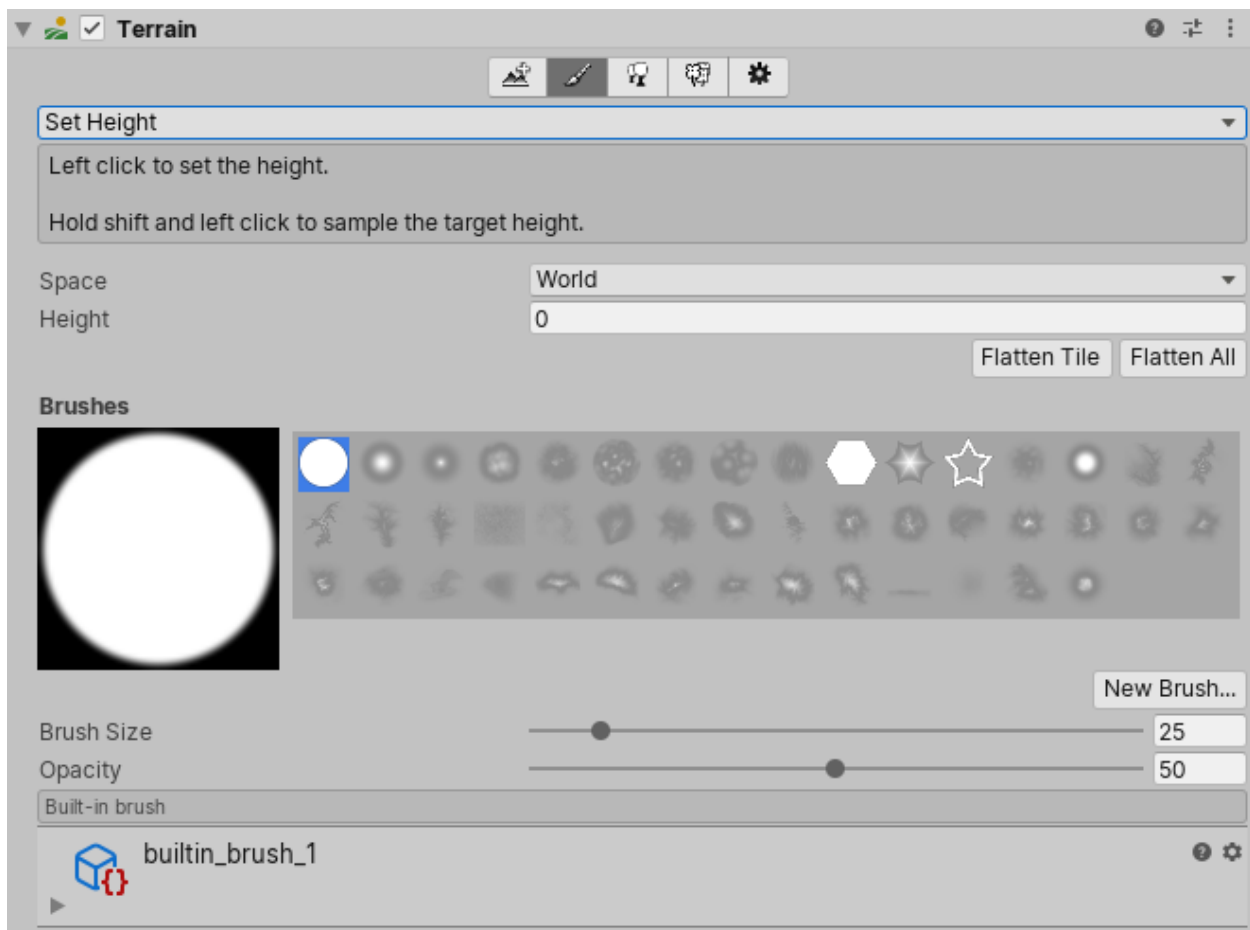 Terrain
Set Height
Left click to set the height.
Hold shift and left click to sample the target height.
Space World
Height 0
Flatten Tile Flatten All
Brushes
New Brush...
Brush Size 25
Opacity 50
Built-in brush
builtin_brush_1